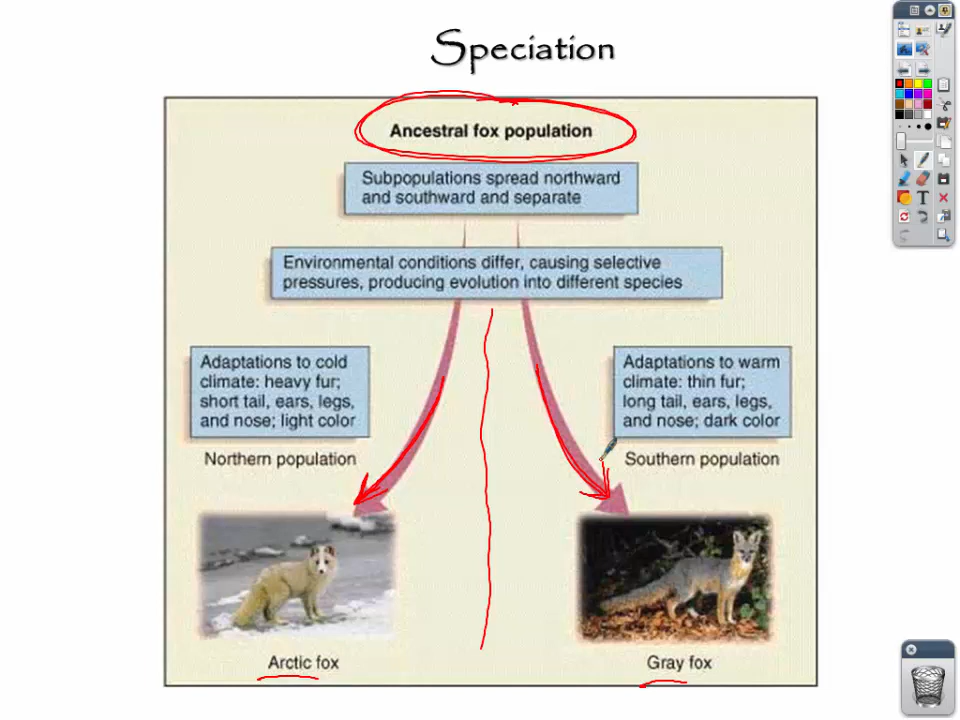 Speciation
Ancestral fox population
Subpopulations spread northward
and southward and separate
Environmental conditions differ, causing selective
pressures, producing evolution into different species
Adaptations to cold
climate: heavy fur;
short tail, ears, legs,
and nose; light color
Northern population
Adaptations to warm
climate: thin fur;
long tail, ears, legs,
and nose; dark color
Southern population
Arctic fox
Gray fox